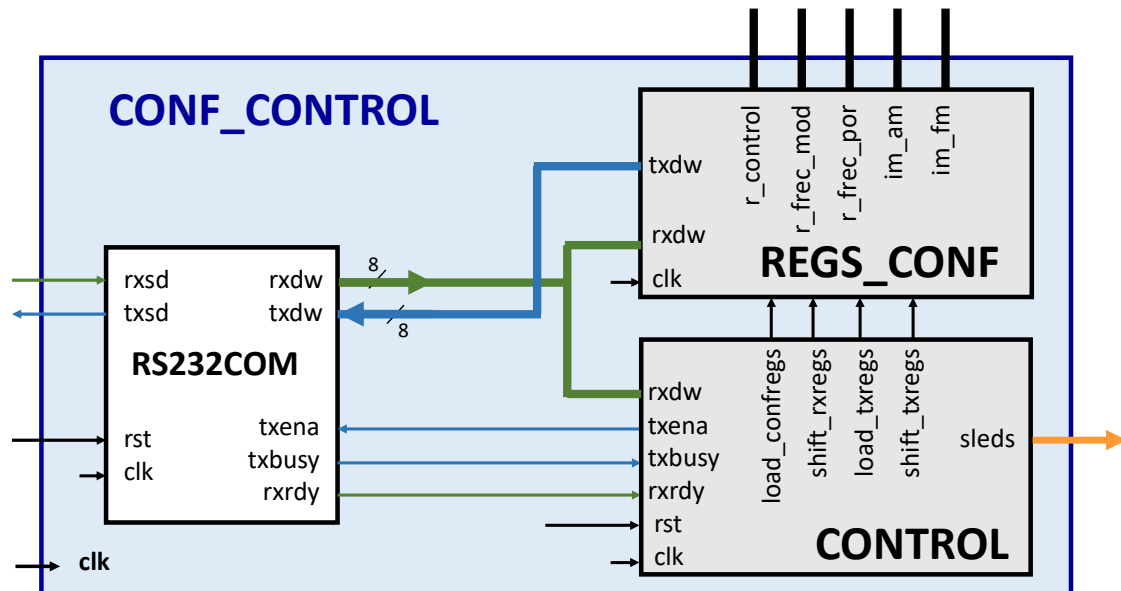 CONF_CONTROL
RS232COM
rxsd
txsd
rst
clk
rxdw
txdw
txena
txbusy
rxrdy
8
8
clk
REGS_CONF
txdw
rxdw
clk
r_control
r_frec_mod
r_frec_por
im_am
im_fm
CONTROL
rxdw
txena
txbusy
rxrdy
rst
clk
load_confregs
shift_rxregs
load_txregs
shift_txregs
sleds